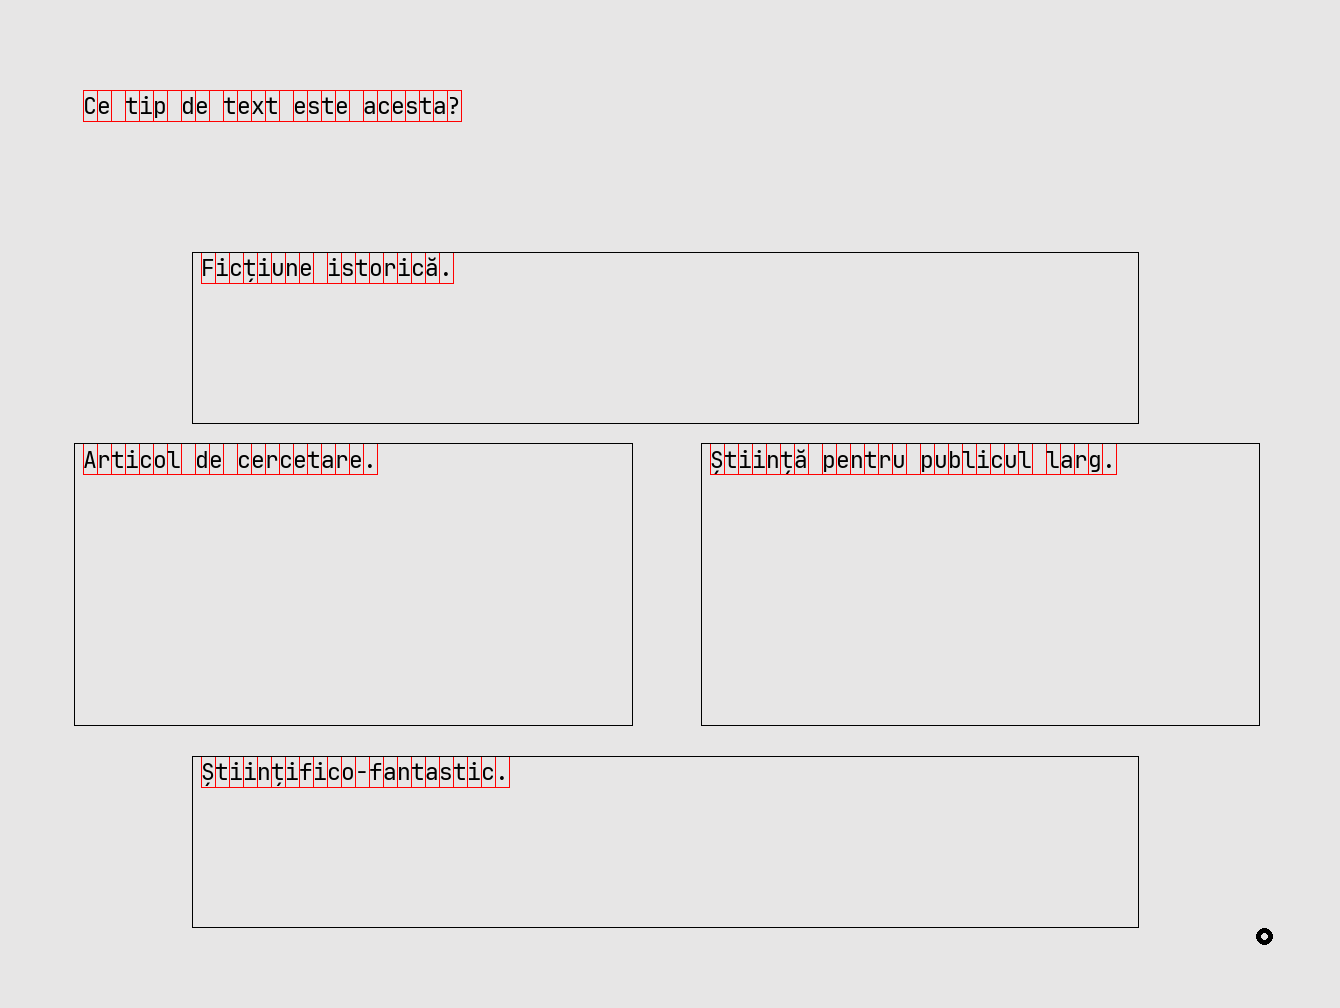 Ce tip de text este acesta?
Ficțiune istorică.
Articol de cercetare.
Știință pentru publicul larg.
Științifico-fantastic.